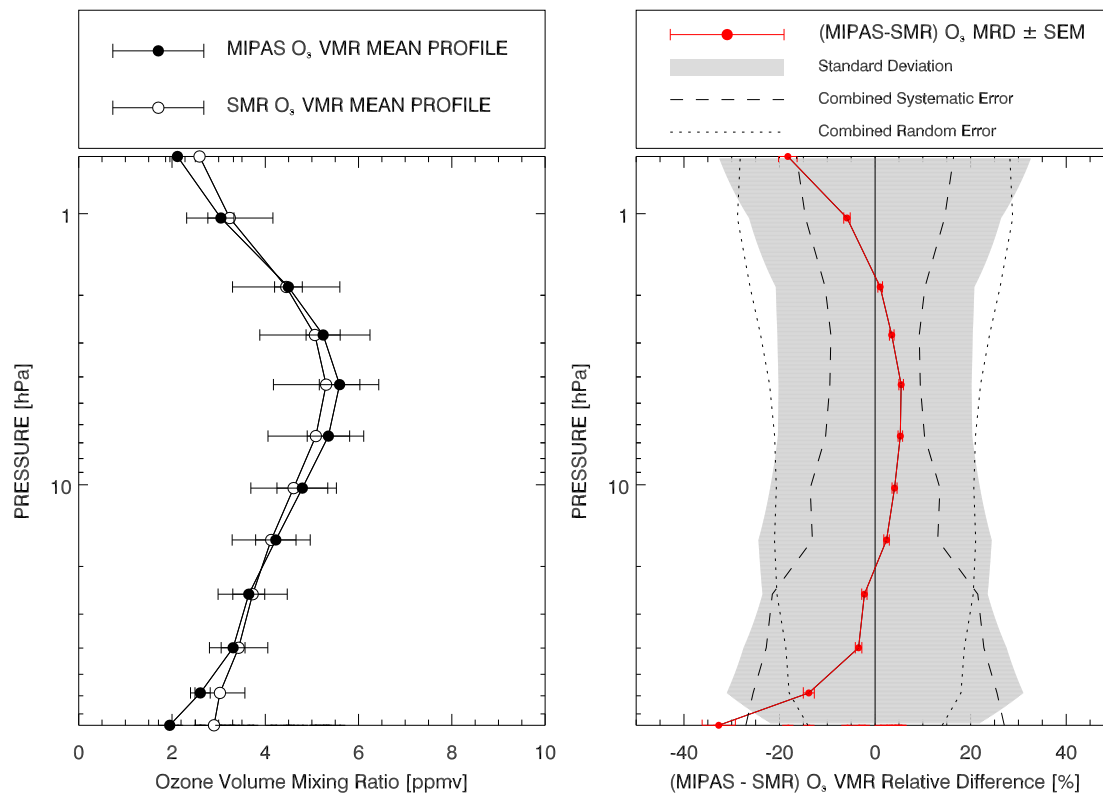 MIPAS O₃ VMR MEAN PROFILE
SMR O₃ VMR MEAN PROFILE
PRESSURE [hPa]
1
10
0
2
4
6
8
10
Ozone Volume Mixing Ratio [ppmv]
(MIPAS-SMR) O₃ MRD ± SEM
Standard Deviation
Combined Systematic Error
Combined Random Error
PRESSURE [hPa]
1
10
-40
-20
0
20
40
(MIPAS - SMR) O₃ VMR Relative Difference [%]